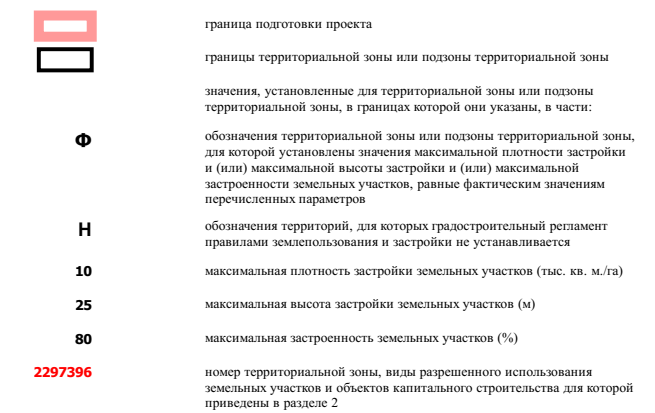 граница подготовки проекта
границы территориальной зоны или подзоны территориальной зоны
значения, установленные для территориальной зоны или подзоны
территориальной зоны, в границах которой они указаны, в части:
Ф обозначения территориальной зоны или подзоны территориальной зоны,
для которой установлены значения максимальной плотности застройки
и (или) максимальной высоты застройки и (или) максимальной
застроенности земельных участков, равные фактическим значениям
перечисленных параметров
Н обозначения территорий, для которых градостроительный регламент
правилами землепользования и застройки не устанавливается
10 максимальная плотность застройки земельных участков (тыс. кв. м./га)
25 максимальная высота застройки земельных участков (м)
80 максимальная застроенность земельных участков (%)
2297396 номер территориальной зоны, виды разрешенного использования
земельных участков и объектов капитального строительства для которой
приведены в разделе 2